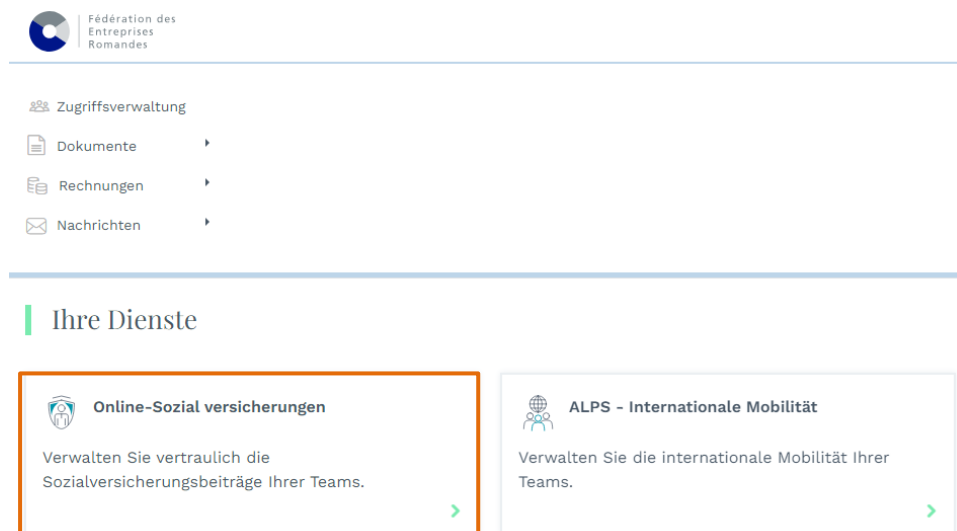 Fédération des
Entreprises
Romandes
Zugriffsverwaltung
Dokumente
Rechnungen
Nachrichten
Ihre Dienste
Online-Sozial versicherungen
Verwalten Sie vertraulich die
Sozialversicherungsbeiträge Ihrer Teams.
ALPS - Internationale Mobilität
Verwalten Sie die internationale Mobilität Ihrer
Teams.